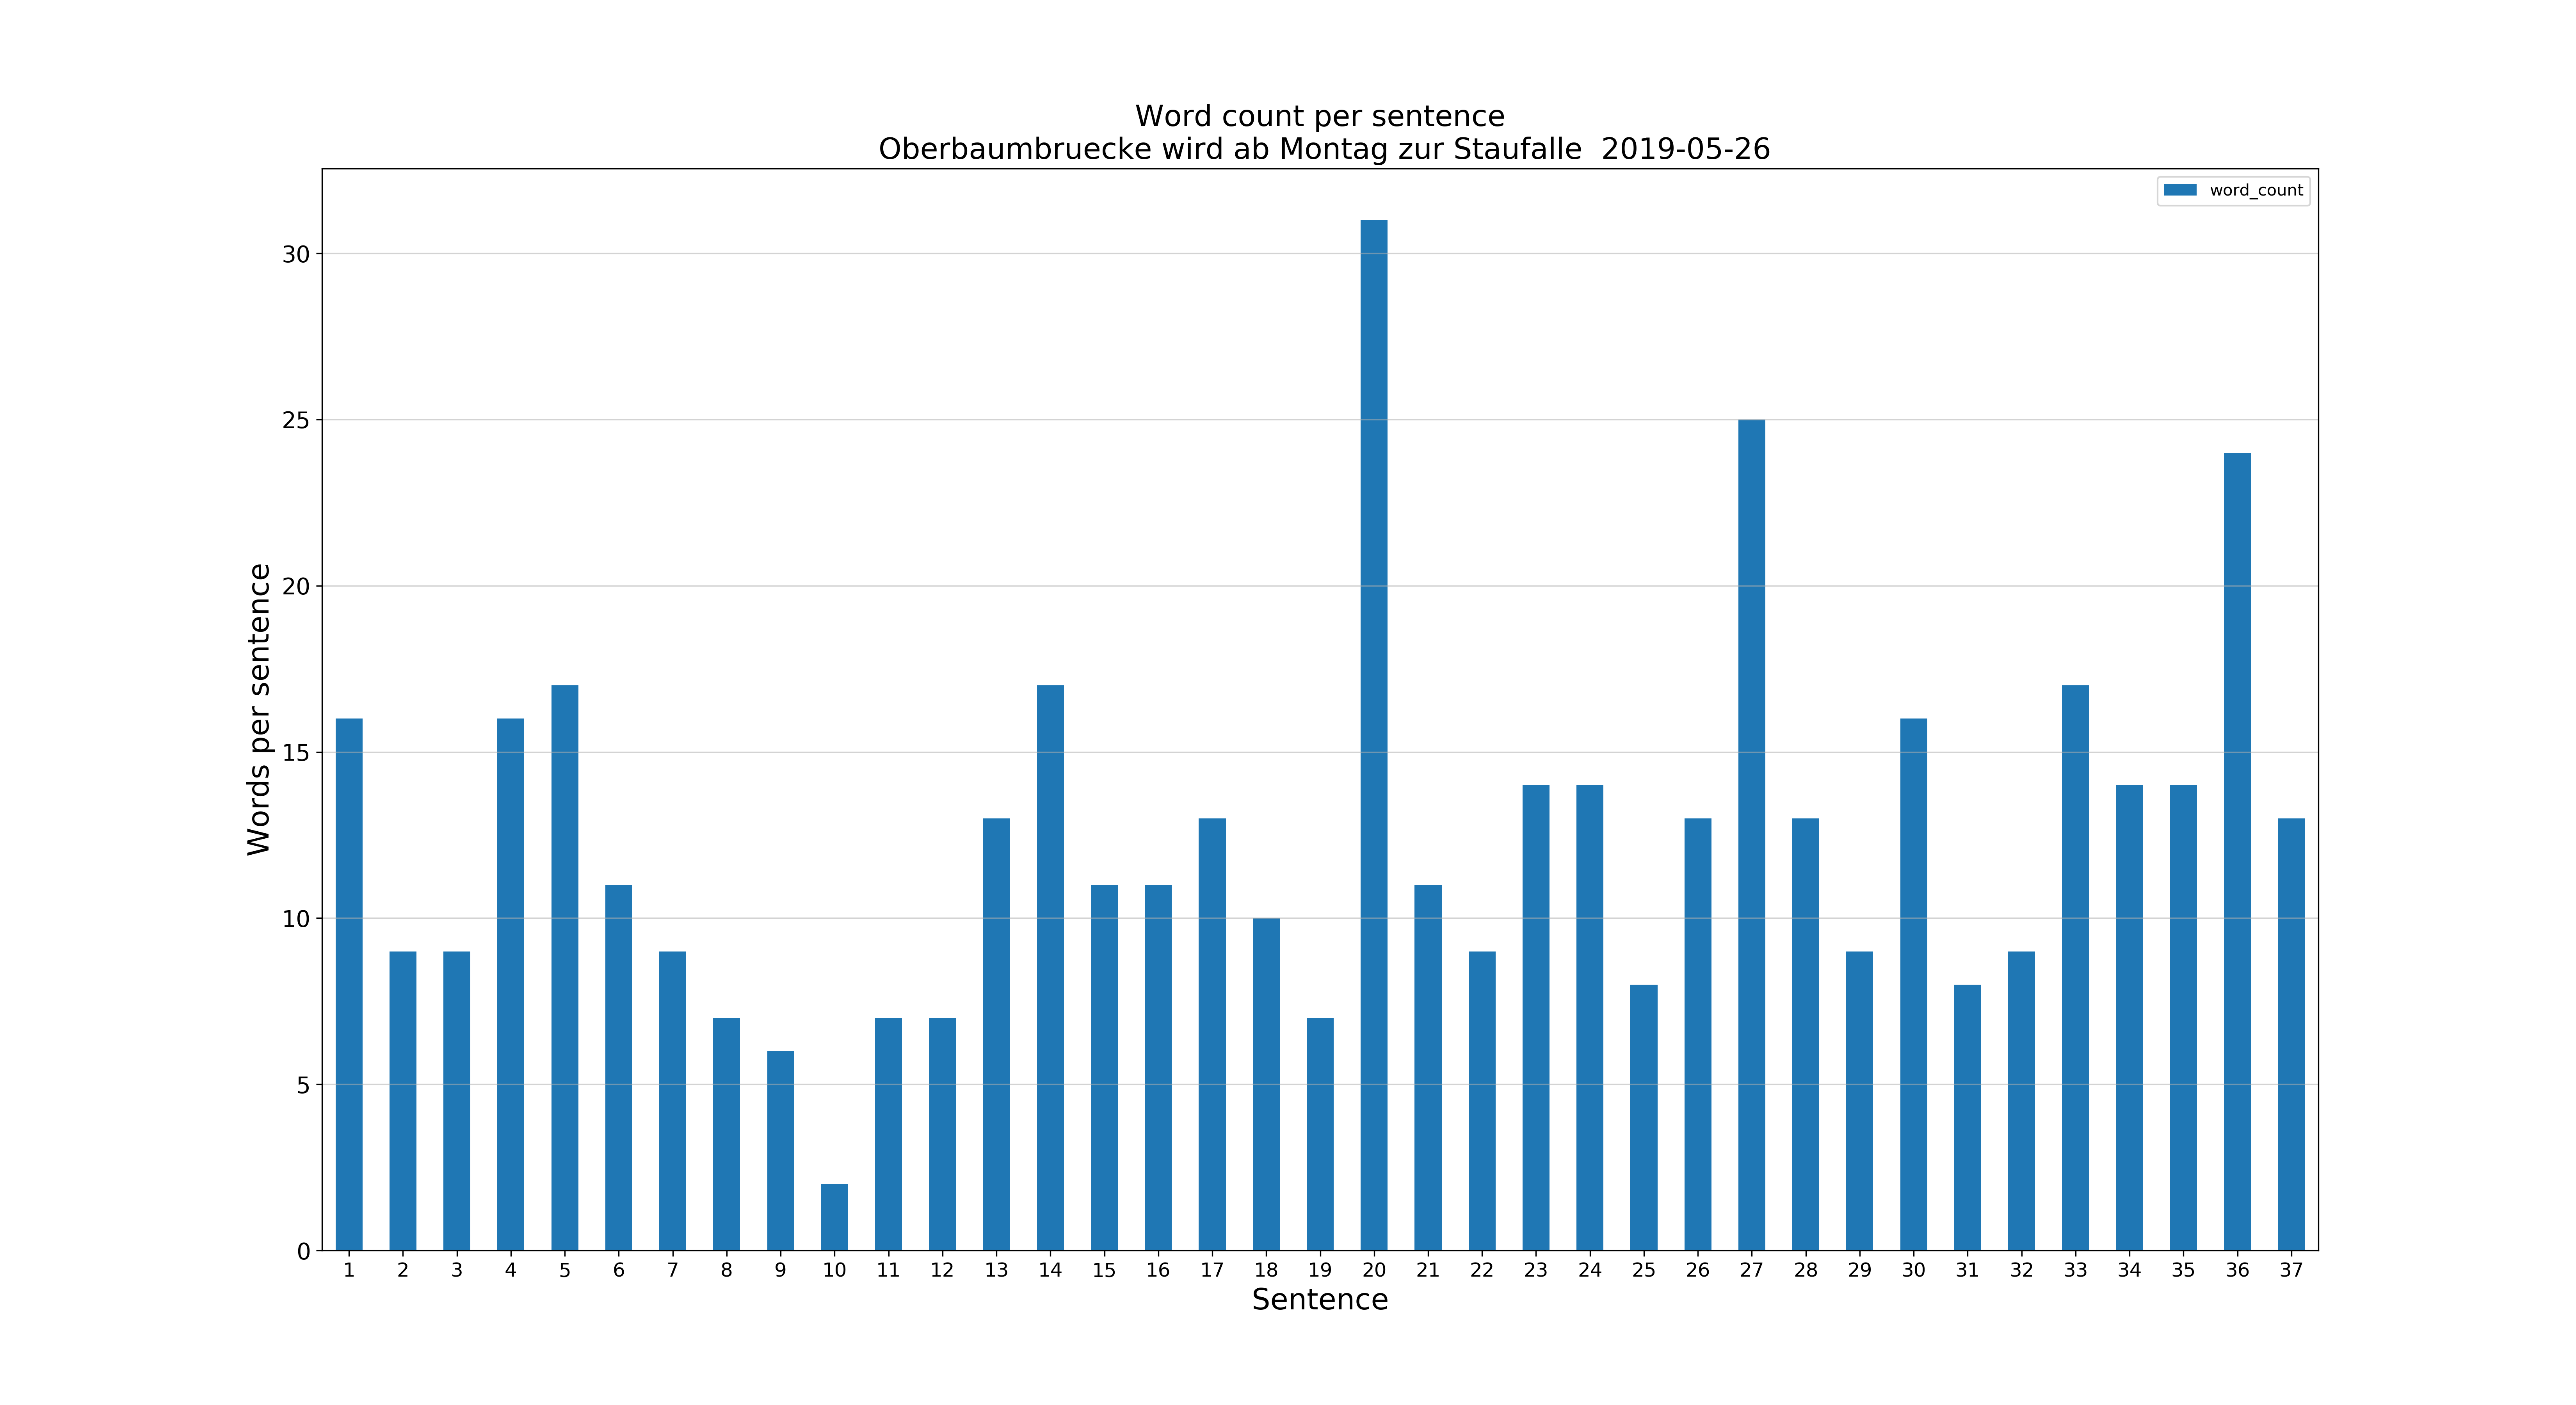 Word count per sentence
Oberbaumbruecke wird ab Montag zur Staufalle  2019-05-26
word_count
30
25
20
15
10
5
0
Words per sentence
1 2 3 4 5 6 7 8 9 10 11 12 13 14 15 16 17 18 19 20 21 22 23 24 25 26 27 28 29 30 31 32 33 34 35 36 37
Sentence